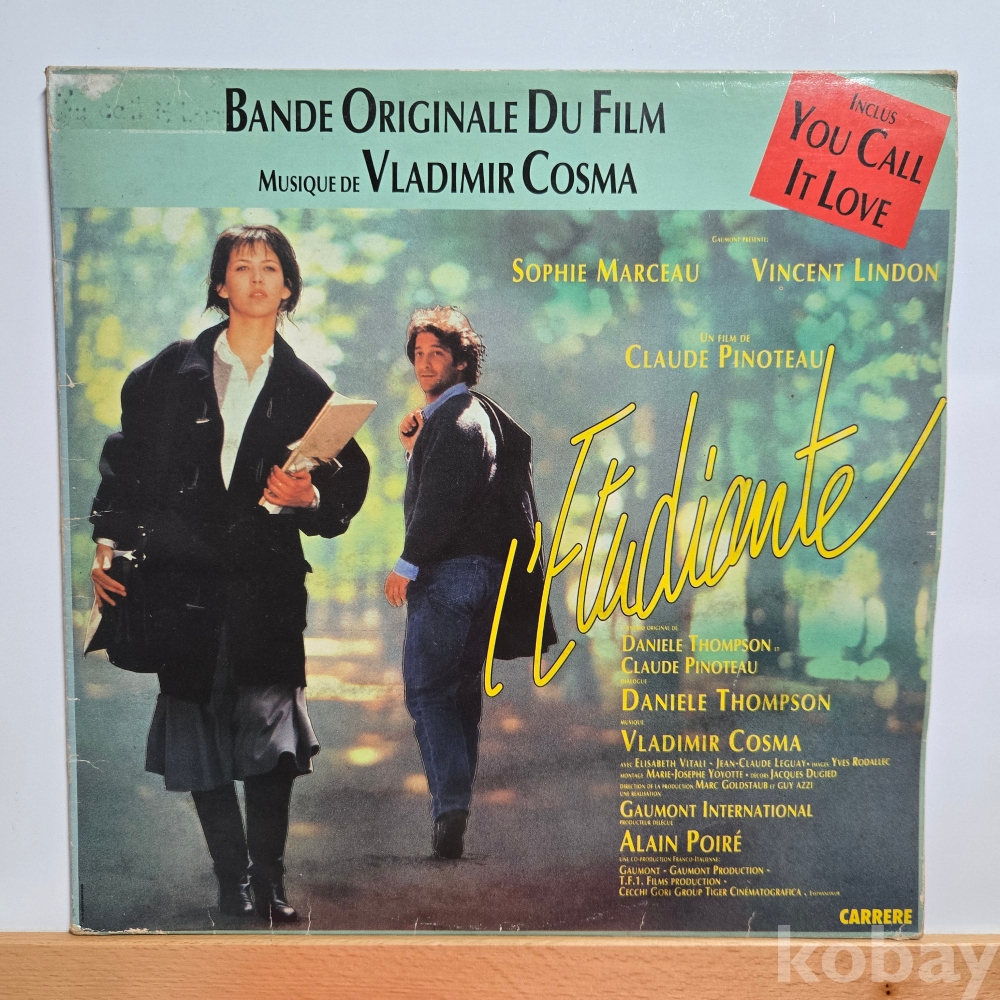 BANDE ORIGINALE DU FILM
MUSIQUE DE VLADIMIR COSMA
INCLUS
YOU CALL
IT LOVE
GAUMONT PRÉSENTE:
SOPHIE MARCEAU VINCENT LINDON
UN FILM DE
CLAUDE PINOTEAU
l'Etudiante
ORIGINAL DE
DANIELE THOMPSON ET
CLAUDE PINOTEAU
DIALOGUE
DANIELE THOMPSON
MUSIQUE
VLADIMIR COSMA
AVEC ELISABETH VITALI • JEAN-CLAUDE LEGUAY • IMAGES YVES RODALLEC
MONTAGE MARIE-JOSEPHE YOYOTTE • DÉCORS JACQUES DUGIED
DIRECTION DE LA PRODUCTION MARC GOLDSTAUB ET GUY AZZI
UNE RÉALISATION
GAUMONT INTERNATIONAL
PRODUCTEUR DÉLÉGUÉ
ALAIN POIRÉ
UNE CO-PRODUCTION FRANCO-ITALIENNE:
GAUMONT • GAUMONT PRODUCTION •
T.F.1. FILMS PRODUCTION •
CECCHI GORI GROUP TIGER CINEMATOGRAFICA •
CARRERE
kobay